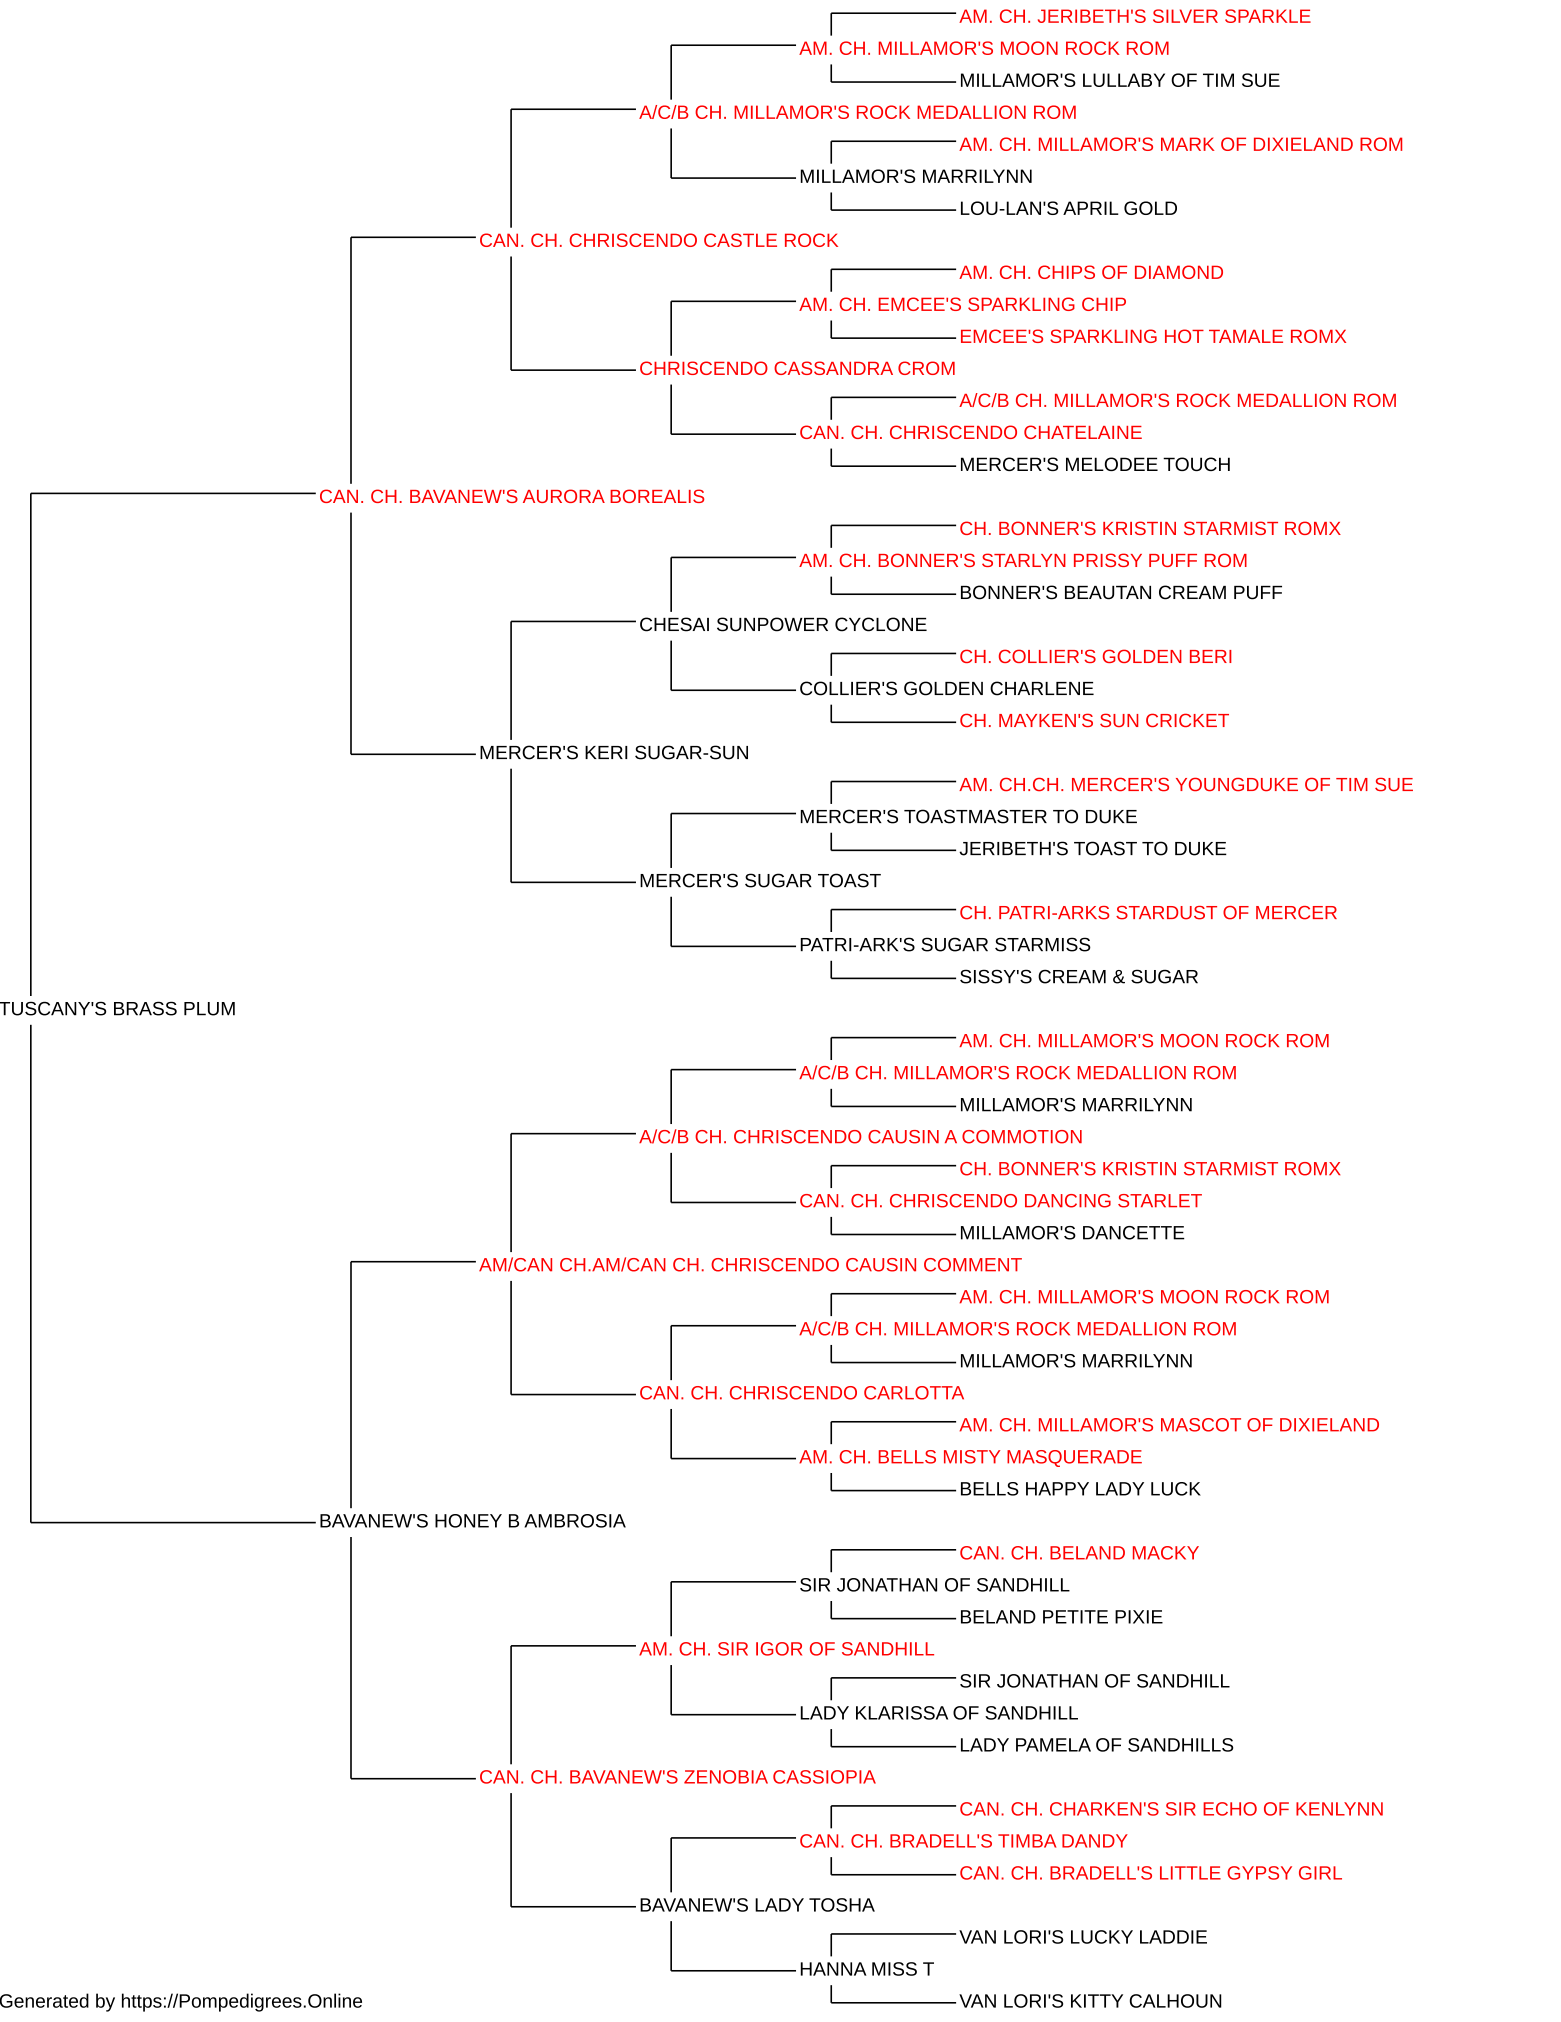 AM. CH. JERIBETH'S SILVER SPARKLE
AM. CH. MILLAMOR'S MOON ROCK ROM
MILLAMOR'S LULLABY OF TIM SUE
A/C/B CH. MILLAMOR'S ROCK MEDALLION ROM
AM. CH. MILLAMOR'S MARK OF DIXIELAND ROM
MILLAMOR'S MARRILYNN
LOU-LAN'S APRIL GOLD
CAN. CH. CHRISCENDO CASTLE ROCK
AM. CH. CHIPS OF DIAMOND
AM. CH. EMCEE'S SPARKLING CHIP
EMCEE'S SPARKLING HOT TAMALE ROMX
CHRISCENDO CASSANDRA CROM
A/C/B CH. MILLAMOR'S ROCK MEDALLION ROM
CAN. CH. CHRISCENDO CHATELAINE
MERCER'S MELODEE TOUCH
CAN. CH. BAVANEW'S AURORA BOREALIS
CH. BONNER'S KRISTIN STARMIST ROMX
AM. CH. BONNER'S STARLYN PRISSY PUFF ROM
BONNER'S BEAUTAN CREAM PUFF
CHESAI SUNPOWER CYCLONE
CH. COLLIER'S GOLDEN BERI
COLLIER'S GOLDEN CHARLENE
CH. MAYKEN'S SUN CRICKET
MERCER'S KERI SUGAR-SUN
AM. CH.CH. MERCER'S YOUNGDUKE OF TIM SUE
MERCER'S TOASTMASTER TO DUKE
JERIBETH'S TOAST TO DUKE
MERCER'S SUGAR TOAST
CH. PATRI-ARKS STARDUST OF MERCER
PATRI-ARK'S SUGAR STARMISS
SISSY'S CREAM & SUGAR
TUSCANY'S BRASS PLUM
AM. CH. MILLAMOR'S MOON ROCK ROM
A/C/B CH. MILLAMOR'S ROCK MEDALLION ROM
MILLAMOR'S MARRILYNN
A/C/B CH. CHRISCENDO CAUSIN A COMMOTION
CH. BONNER'S KRISTIN STARMIST ROMX
CAN. CH. CHRISCENDO DANCING STARLET
MILLAMOR'S DANCETTE
AM/CAN CH.AM/CAN CH. CHRISCENDO CAUSIN COMMENT
AM. CH. MILLAMOR'S MOON ROCK ROM
A/C/B CH. MILLAMOR'S ROCK MEDALLION ROM
MILLAMOR'S MARRILYNN
CAN. CH. CHRISCENDO CARLOTTA
AM. CH. MILLAMOR'S MASCOT OF DIXIELAND
AM. CH. BELLS MISTY MASQUERADE
BELLS HAPPY LADY LUCK
BAVANEW'S HONEY B AMBROSIA
CAN. CH. BELAND MACKY
SIR JONATHAN OF SANDHILL
BELAND PETITE PIXIE
AM. CH. SIR IGOR OF SANDHILL
SIR JONATHAN OF SANDHILL
LADY KLARISSA OF SANDHILL
LADY PAMELA OF SANDHILLS
CAN. CH. BAVANEW'S ZENOBIA CASSIOPIA
CAN. CH. CHARKEN'S SIR ECHO OF KENLYNN
CAN. CH. BRADELL'S TIMBA DANDY
CAN. CH. BRADELL'S LITTLE GYPSY GIRL
BAVANEW'S LADY TOSHA
VAN LORI'S LUCKY LADDIE
HANNA MISS T
VAN LORI'S KITTY CALHOUN
Generated by https://Pompedigrees.Online